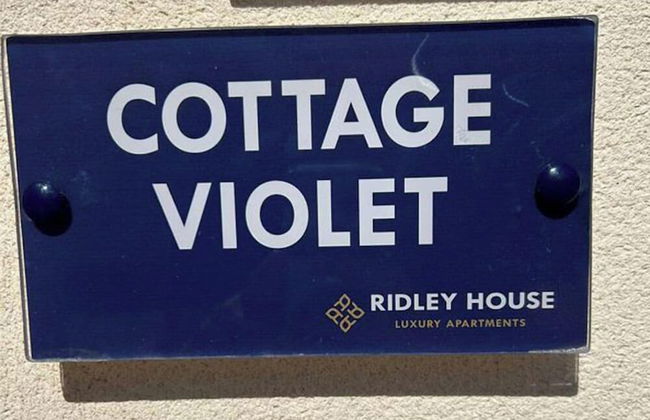 COTTAGE
VIOLET
RIDLEY HOUSE
LUXURY APARTMENTS